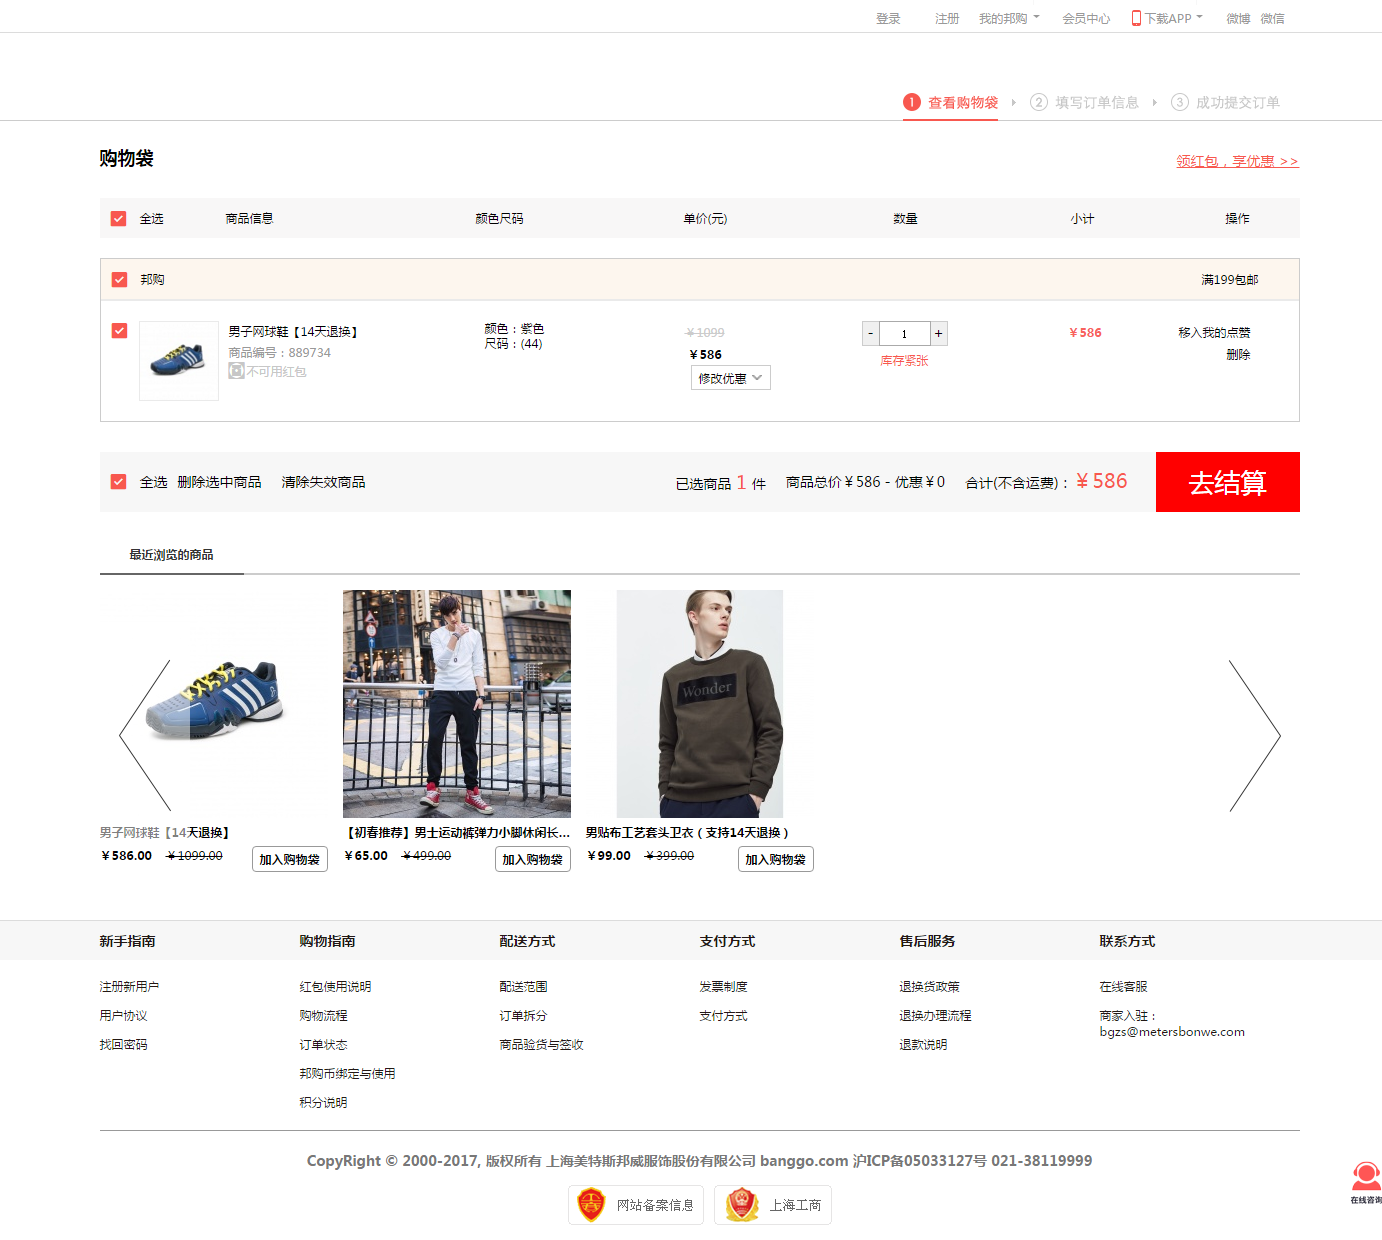 登录 注册 我的邦购 会员中心 下载APP 微博 微信
1 查看购物袋 2 填写订单信息 3 成功提交订单
购物袋
领红包，享优惠 >>
全选 商品信息 颜色尺码 单价(元) 数量 小计 操作
邦购 满199包邮
男子网球鞋【14天退换】
商品编号：889734
不可用红包
颜色：紫色
尺码：(44)
￥1099
￥586
修改优惠
- 1 +
库存紧张
￥586
移入我的点赞
删除
全选 删除选中商品 清除失效商品 已选商品 1 件 商品总价￥586 - 优惠￥0 合计(不含运费)：￥586 去结算
最近浏览的商品
Wonder
男子网球鞋【14天退换】
￥586.00 ￥1099.00 加入购物袋
【初春推荐】男士运动裤弹力小脚休闲长...
￥65.00 ￥499.00 加入购物袋
男贴布工艺套头卫衣（支持14天退换）
￥99.00 ￥399.00 加入购物袋
新手指南 购物指南 配送方式 支付方式 售后服务 联系方式
注册新用户 红包使用说明 配送范围 发票制度 退换货政策 在线客服
用户协议 购物流程 订单拆分 支付方式 退换办理流程 商家入驻：
bgzs@metersbonwe.com
找回密码 订单状态 商品验货与签收 退款说明
邦购币绑定与使用
积分说明
CopyRight © 2000-2017, 版权所有 上海美特斯邦威服饰股份有限公司 banggo.com 沪ICP备05033127号 021-38119999
网站备案信息 上海工商
在线咨询